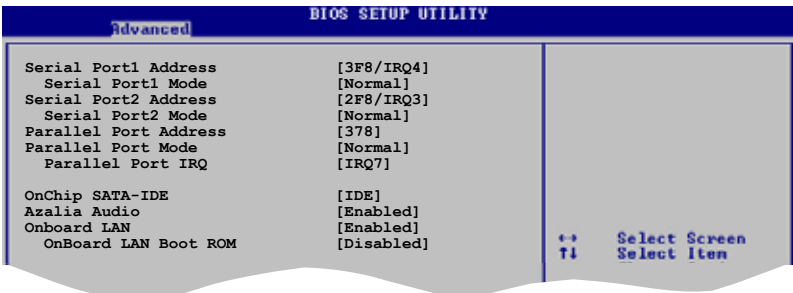 BIOS SETUP UTILITY
Advanced
Serial Port1 Address [3F8/IRQ4]
Serial Port1 Mode [Normal]
Serial Port2 Address [2F8/IRQ3]
Serial Port2 Mode [Normal]
Parallel Port Address [378]
Parallel Port Mode [Normal]
Parallel Port IRQ [IRQ7]
OnChip SATA-IDE [IDE]
Azalia Audio [Enabled]
Onboard LAN [Enabled]
OnBoard LAN Boot ROM [Disabled]
↔ Select Screen
↑↓ Select Item